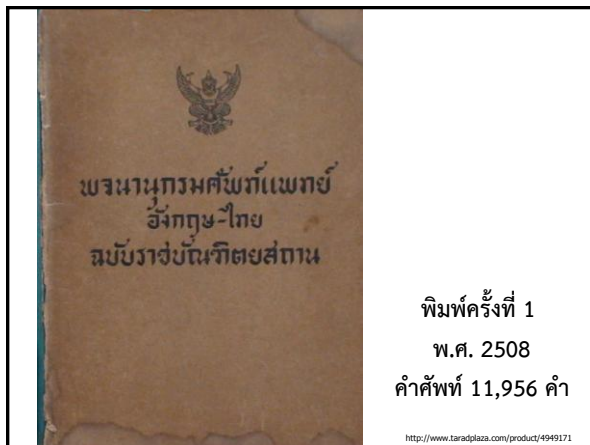 พจนานุกรมศัพท์แพทย์
อังกฤษ-ไทย
ฉบับราชบัณฑิตยสถาน
พิมพ์ครั้งที่ 1
พ.ศ. 2508
คำศัพท์ 11,956 คำ
http://www.taradplaza.com/product/4949171